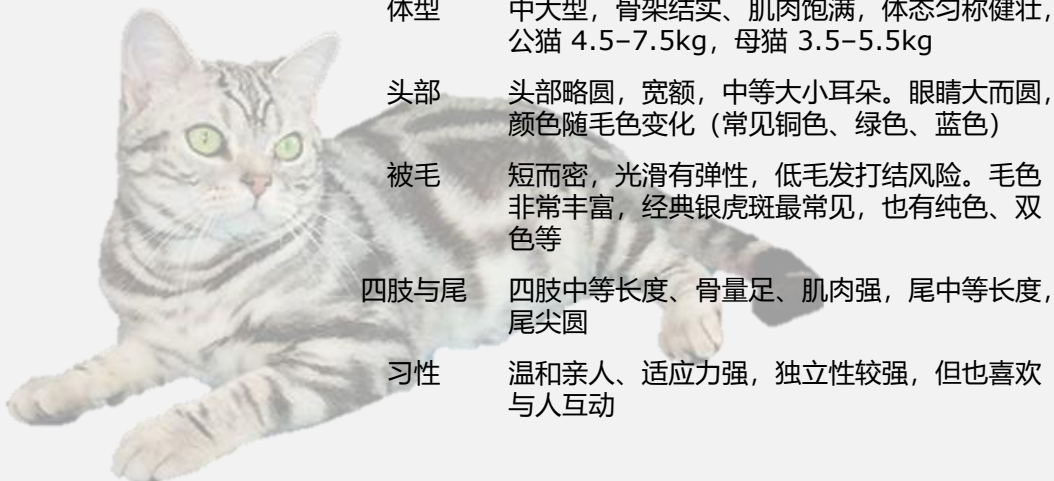 体型 中大型，骨架结实、肌肉饱满，体态匀称健壮，
公猫 4.5–7.5kg，母猫 3.5–5.5kg
头部 头部略圆，宽额，中等大小耳朵。眼睛大而圆，
颜色随毛色变化（常见铜色、绿色、蓝色）
被毛 短而密，光滑有弹性，低毛发打结风险。毛色
非常丰富，经典银虎斑最常见，也有纯色、双
色等
四肢与尾 四肢中等长度、骨量足、肌肉强，尾中等长度，
尾尖圆
习性 温和亲人、适应力强，独立性较强，但也喜欢
与人互动